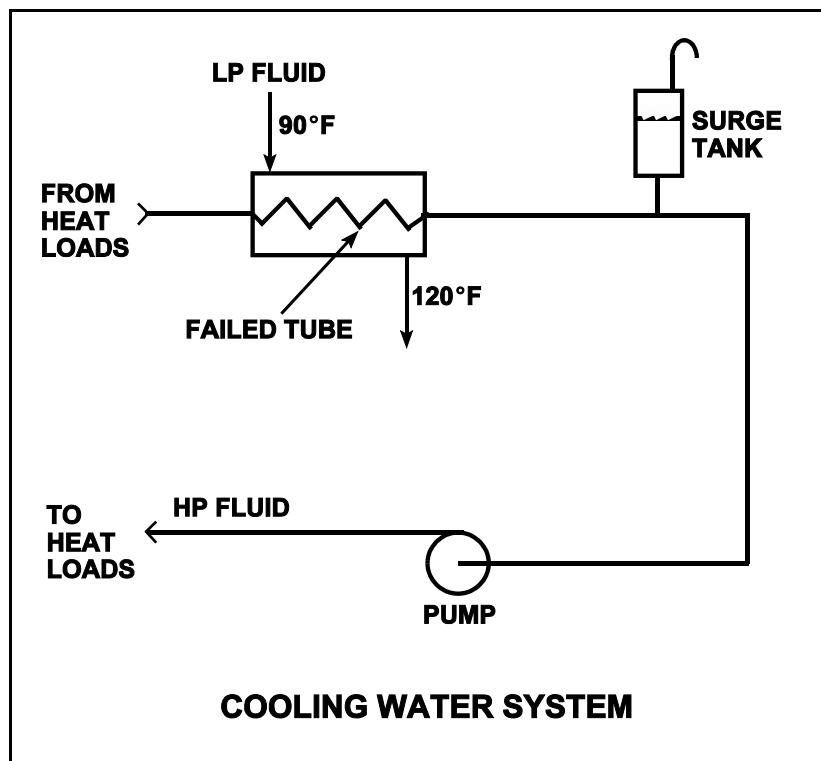 LP FLUID
90°F
SURGE
TANK
FROM
HEAT
LOADS
120°F
FAILED TUBE
HP FLUID
TO
HEAT
LOADS
PUMP
COOLING WATER SYSTEM